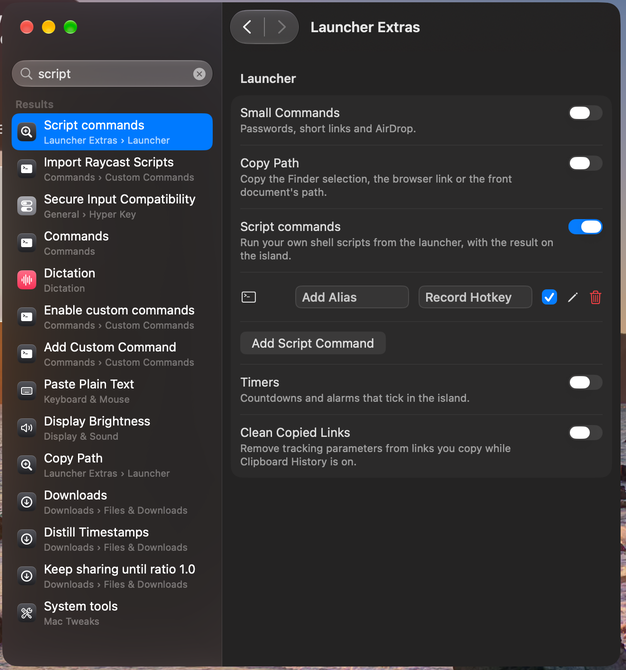 script
Results
Script commands
Launcher Extras › Launcher
Import Raycast Scripts
Commands › Custom Commands
Secure Input Compatibility
General › Hyper Key
Commands
Commands
Dictation
Dictation
Enable custom commands
Commands › Custom Commands
Add Custom Command
Commands › Custom Commands
Paste Plain Text
Keyboard & Mouse
Display Brightness
Display & Sound
Copy Path
Launcher Extras › Launcher
Downloads
Downloads › Files & Downloads
Distill Timestamps
Downloads › Files & Downloads
Keep sharing until ratio 1.0
Downloads › Files & Downloads
System tools
Mac Tweaks
Launcher Extras
Launcher
Small Commands
Passwords, short links and AirDrop.
Copy Path
Copy the Finder selection, the browser link or the front
document's path.
Script commands
Run your own shell scripts from the launcher, with the result on
the island.
Add Alias
Record Hotkey
Add Script Command
Timers
Countdowns and alarms that tick in the island.
Clean Copied Links
Remove tracking parameters from links you copy while
Clipboard History is on.